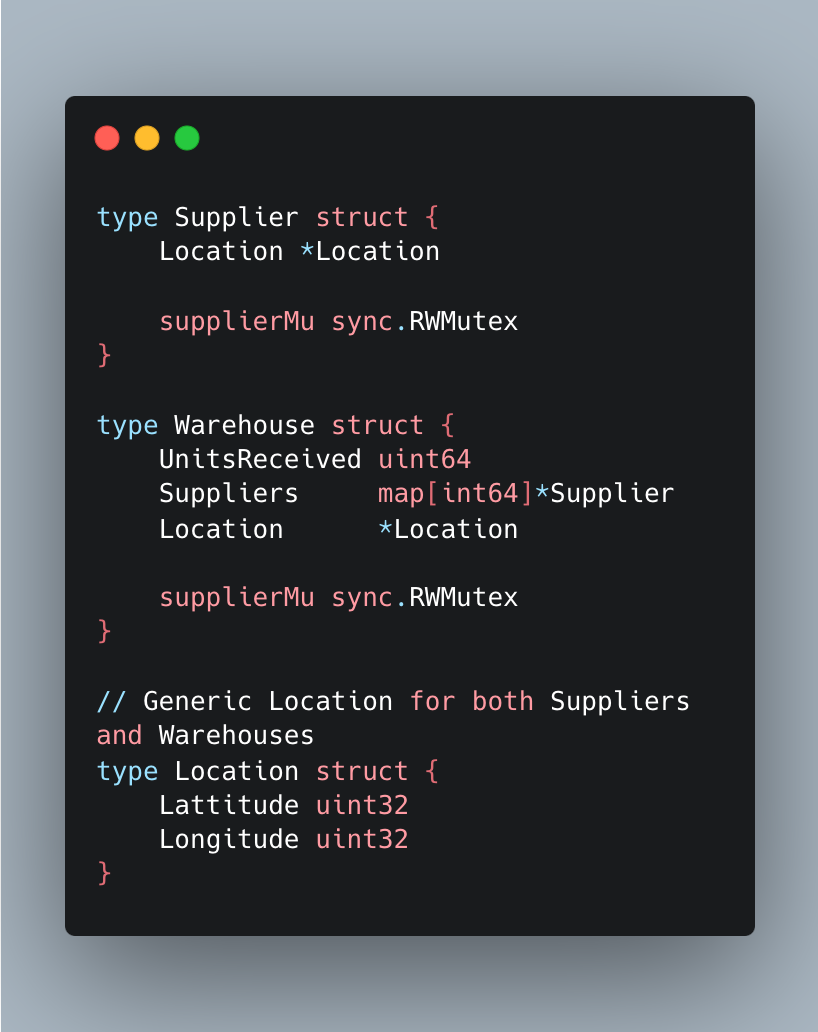 type Supplier struct {
    Location *Location

    supplierMu sync.RWMutex
}

type Warehouse struct {
    UnitsReceived uint64
    Suppliers     map[int64]*Supplier
    Location      *Location

    supplierMu sync.RWMutex
}

// Generic Location for both Suppliers
and Warehouses
type Location struct {
    Lattitude uint32
    Longitude uint32
}